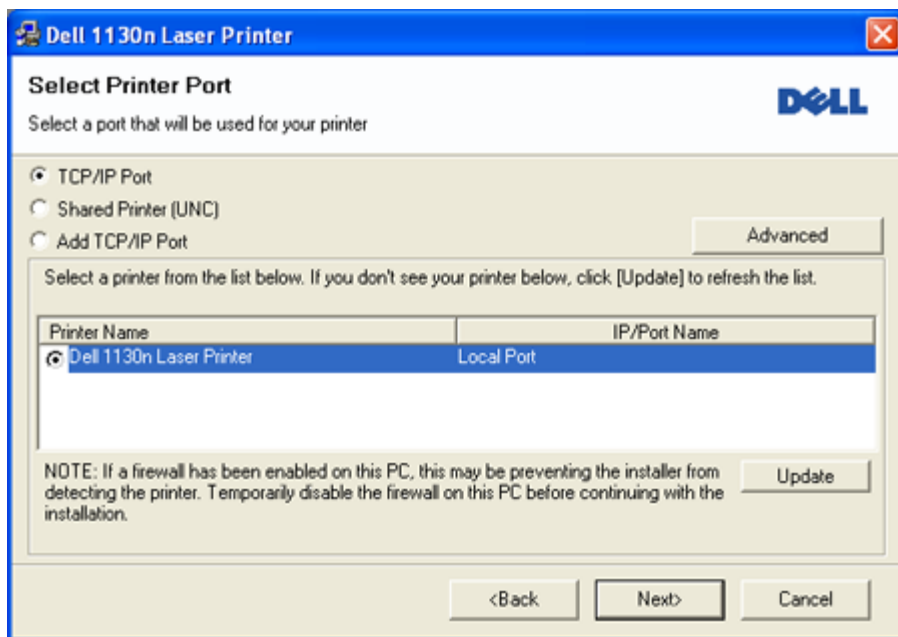 Dell 1130n Laser Printer
Select Printer Port
Select a port that will be used for your printer
DELL
TCP/IP Port
Shared Printer (UNC)
Add TCP/IP Port
Advanced
Select a printer from the list below. If you don't see your printer below, click [Update] to refresh the list.
Printer Name IP/Port Name
Dell 1130n Laser Printer Local Port
NOTE: If a firewall has been enabled on this PC, this may be preventing the installer from
detecting the printer. Temporarily disable the firewall on this PC before continuing with the
installation.
Update
<Back Next> Cancel